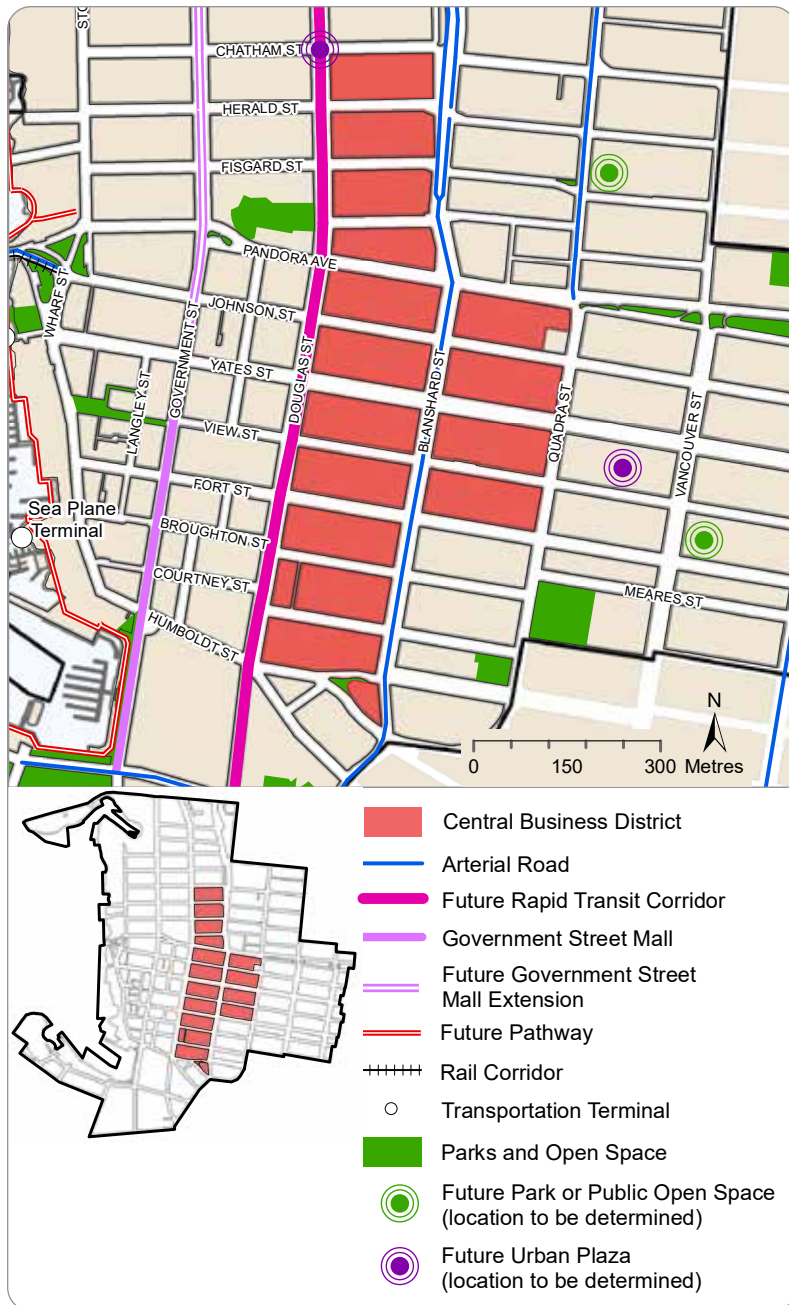 STO
CHATHAM ST
HERALD ST
FISGARD ST
PANDORA AVE
WHARF ST
JOHNSON ST
GOVERNMENT ST
DOUGLAS ST
YATES ST
LANGLEY ST
BLANSHARD ST
QUADRA ST
VANCOUVER ST
VIEW ST
FORT ST
Sea Plane
Terminal
BROUGHTON ST
COURTNEY ST
MEARES ST
HUMBOLDT ST
N
0 150 300 Metres
Central Business District
Arterial Road
Future Rapid Transit Corridor
Government Street Mall
Future Government Street
Mall Extension
Future Pathway
Rail Corridor
Transportation Terminal
Parks and Open Space
Future Park or Public Open Space
(location to be determined)
Future Urban Plaza
(location to be determined)